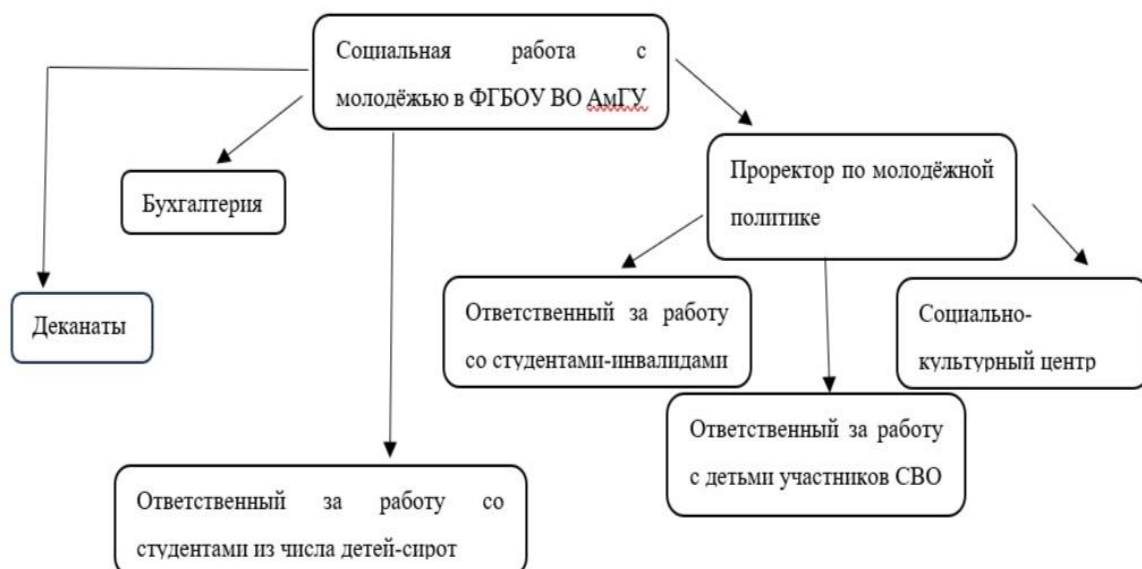 Социальная работа с
молодёжью в ФГБОУ ВО АмГУ
Бухгалтерия
Проректор по молодёжной
политике
Деканаты
Ответственный за работу
со студентами-инвалидами
Социально-
культурный центр
Ответственный за работу
с детьми участников СВО
Ответственный за работу со
студентами из числа детей-сирот